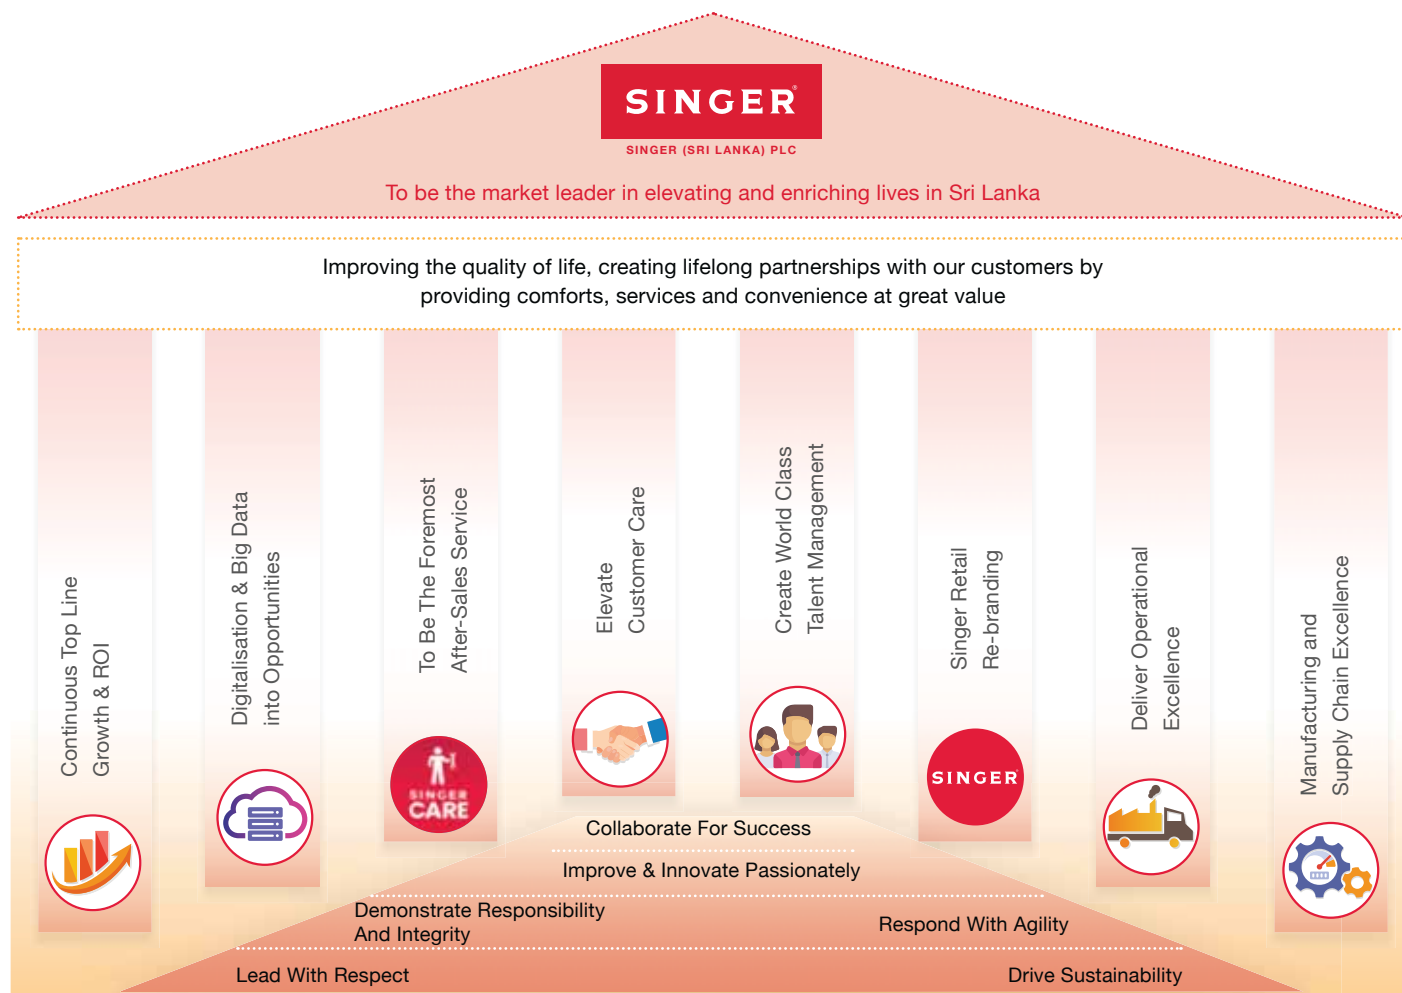 SINGER®
SINGER (SRI LANKA) PLC
To be the market leader in elevating and enriching lives in Sri Lanka
Improving the quality of life, creating lifelong partnerships with our customers by
providing comforts, services and convenience at great value
Continuous Top Line
Growth & ROI
Digitalisation & Big Data
into Opportunities
To Be The Foremost
After-Sales Service
SINGER
CARE
Elevate
Customer Care
Create World Class
Talent Management
Singer Retail
Re-branding
SINGER
Deliver Operational
Excellence
Manufacturing and
Supply Chain Excellence
Collaborate For Success
Improve & Innovate Passionately
Demonstrate Responsibility
And Integrity
Respond With Agility
Lead With Respect
Drive Sustainability